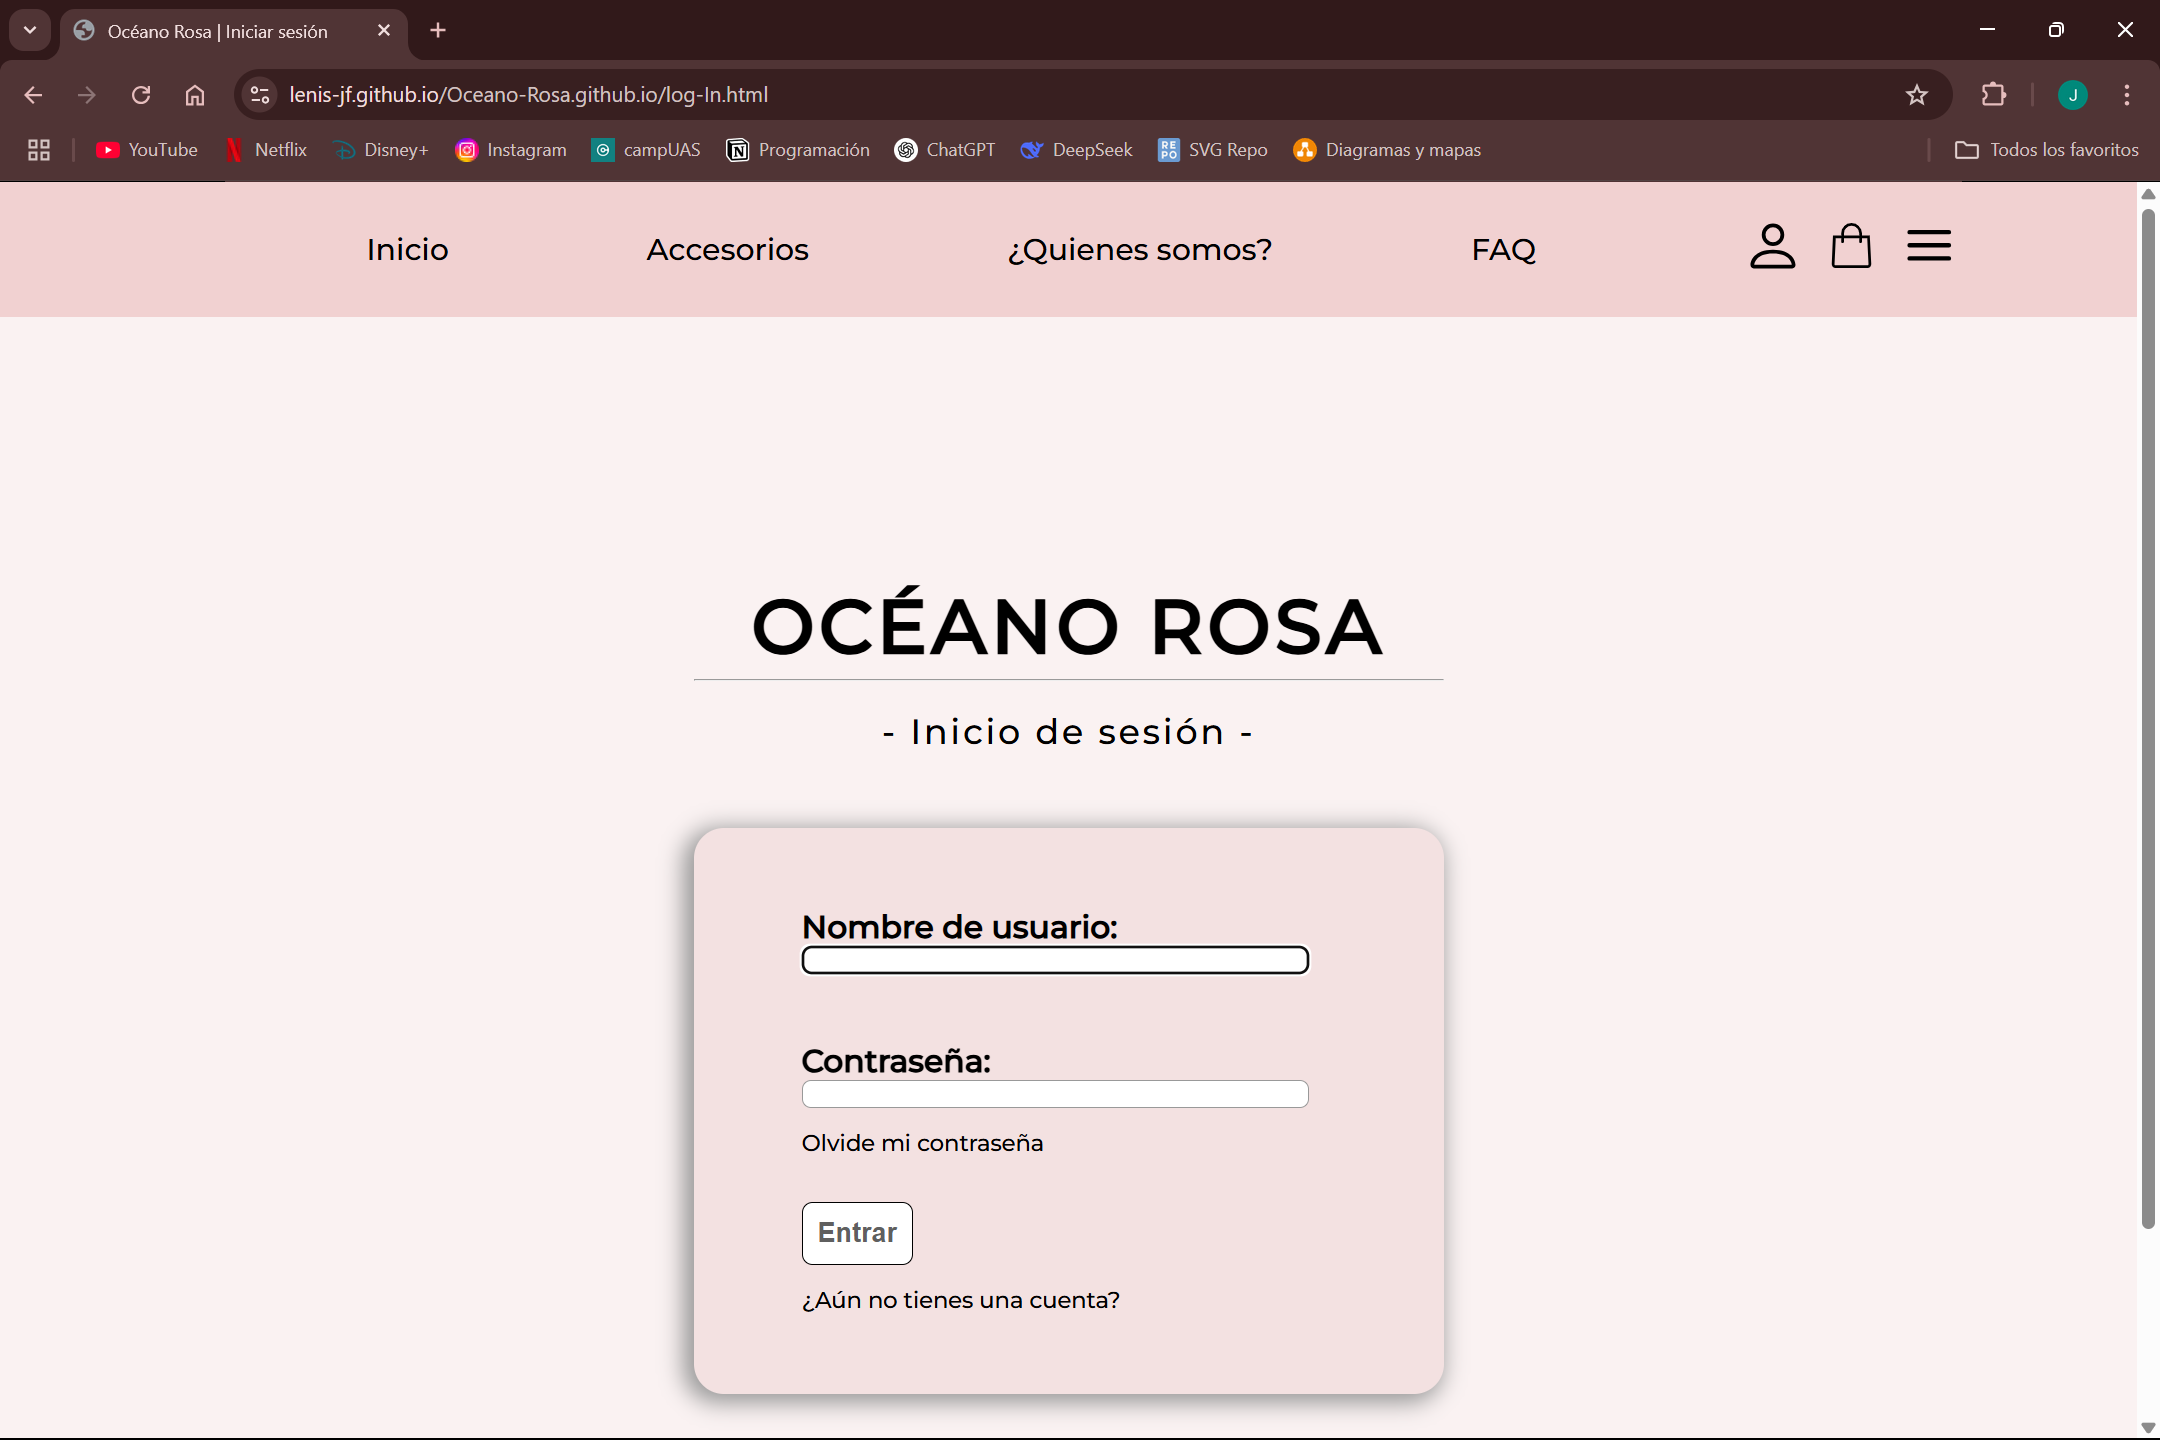 Océano Rosa | Iniciar sesión
lenis-jf.github.io/Oceano-Rosa.github.io/log-In.html
J
YouTube Netflix Disney+ Instagram campUAS Programación ChatGPT DeepSeek REPO SVG Repo Diagramas y mapas Todos los favoritos
Inicio Accesorios ¿Quienes somos? FAQ
OCÉANO ROSA
- Inicio de sesión -
Nombre de usuario:
Contraseña:
Olvide mi contraseña
Entrar
¿Aún no tienes una cuenta?